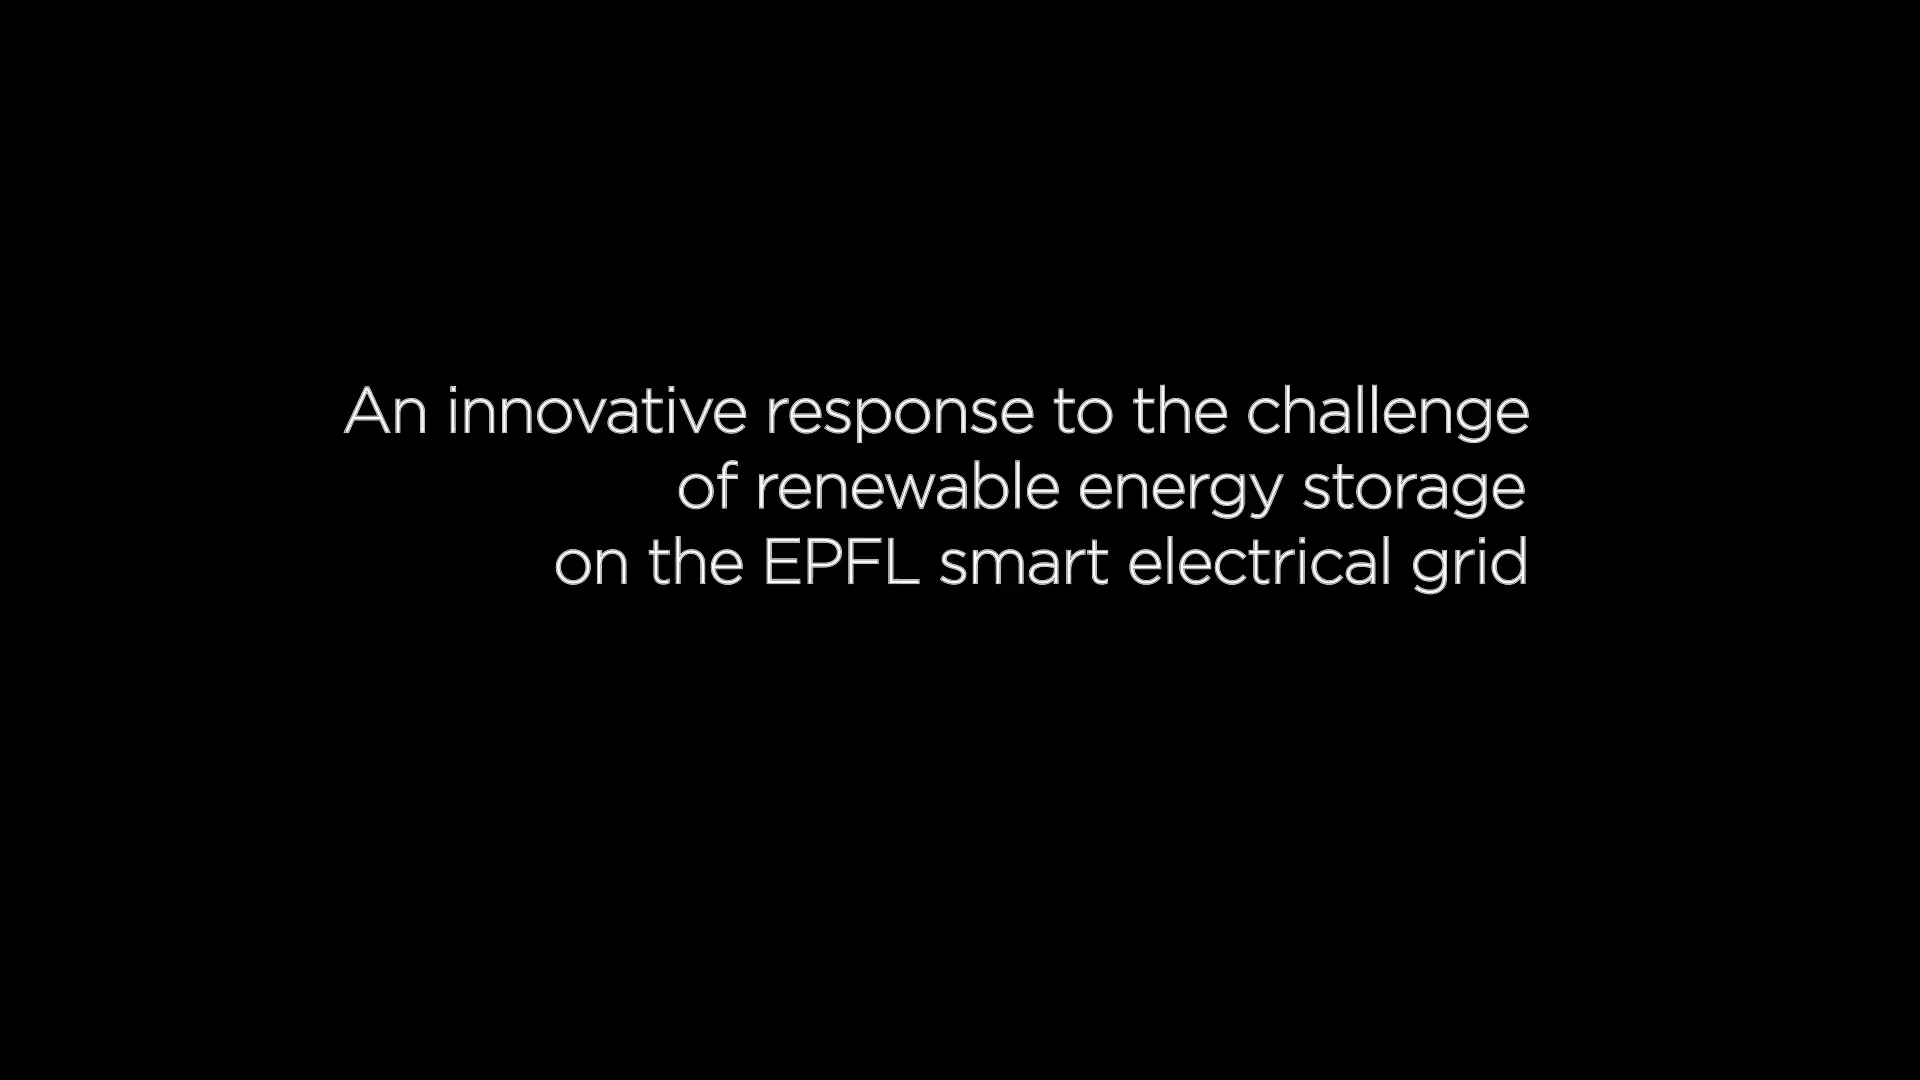 An innovative response to the challenge
of renewable energy storage
on the EPFL smart electrical grid